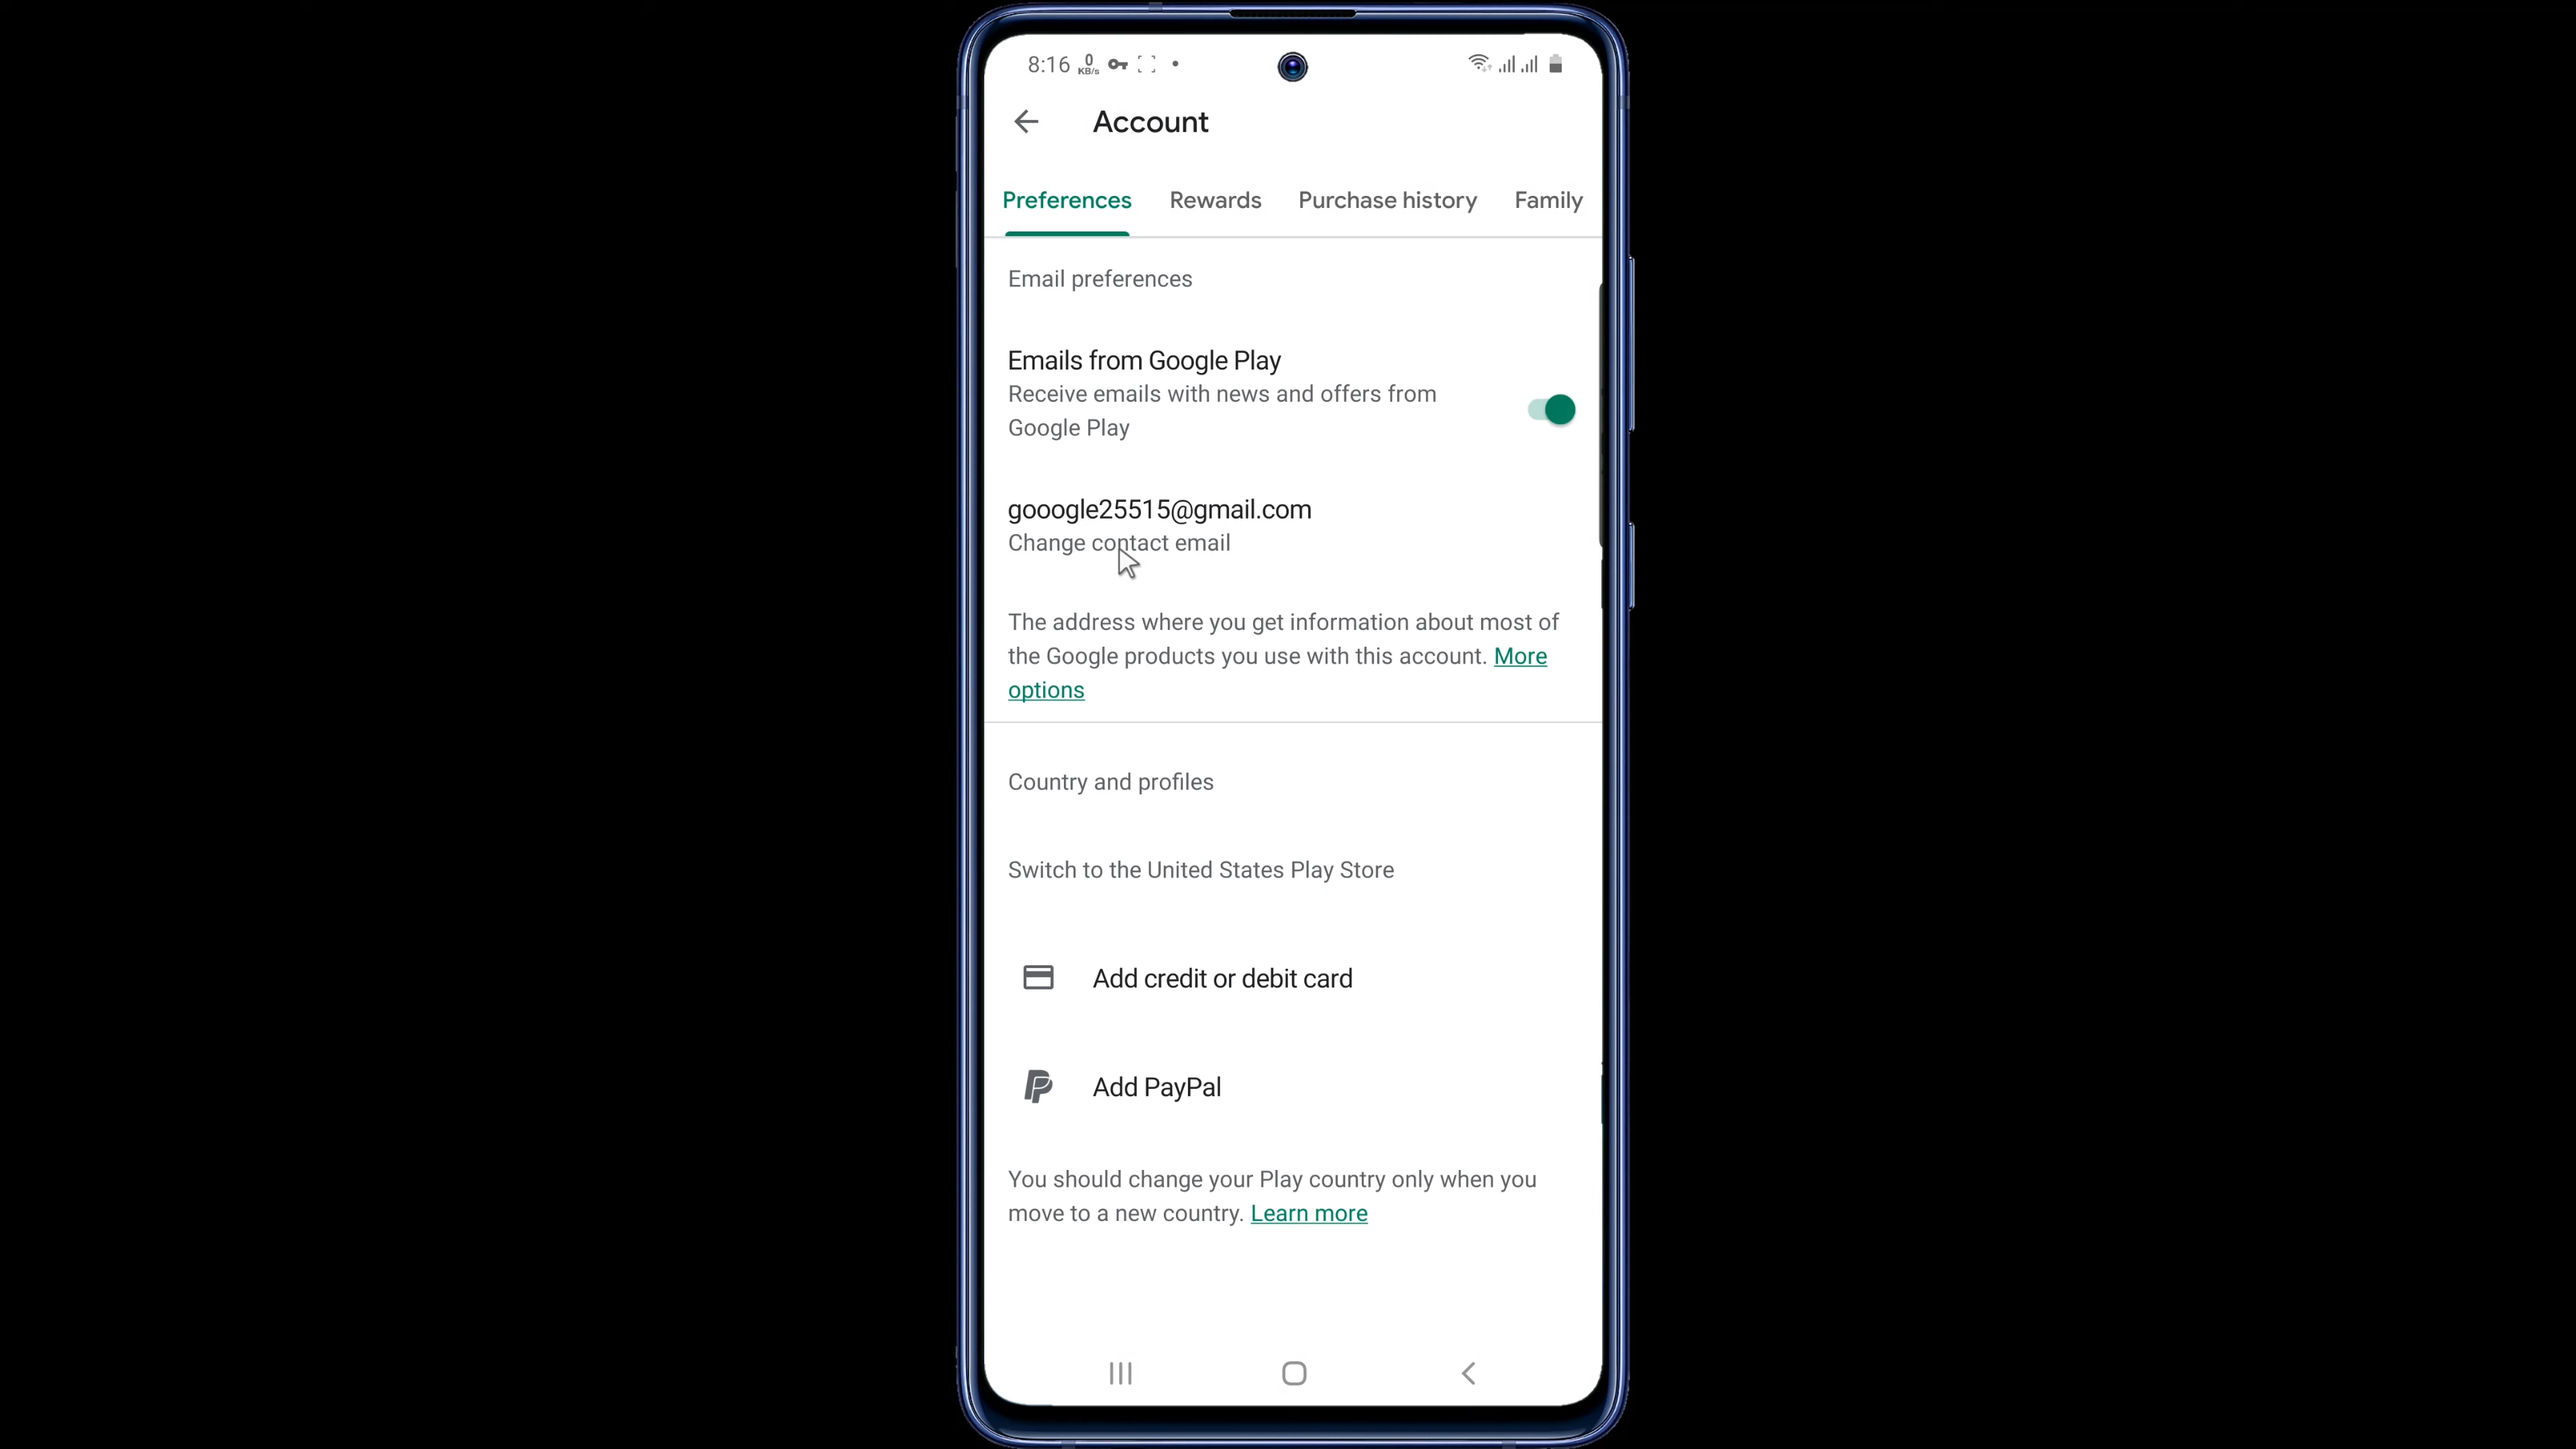 8:16 0 KB/s
Account
Preferences Rewards Purchase history Family
Email preferences
Emails from Google Play
Receive emails with news and offers from
Google Play
gooogle25515@gmail.com
Change contact email
The address where you get information about most of
the Google products you use with this account. More
options
Country and profiles
Switch to the United States Play Store
Add credit or debit card
Add PayPal
You should change your Play country only when you
move to a new country. Learn more